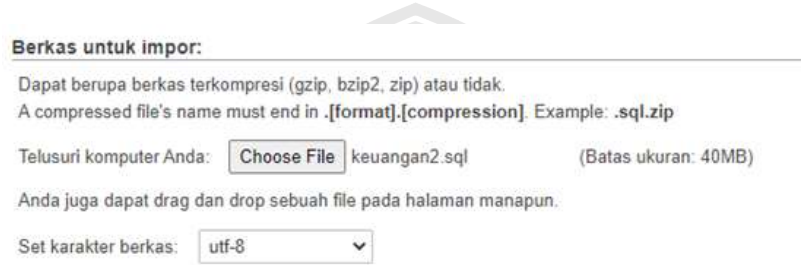 Berkas untuk impor:
Dapat berupa berkas terkompresi (gzip, bzip2, zip) atau tidak.
A compressed file's name must end in .[format].[compression]. Example: .sql.zip
Telusuri komputer Anda: Choose File keuangan2.sql (Batas ukuran: 40MB)
Anda juga dapat drag dan drop sebuah file pada halaman manapun.
Set karakter berkas: utf-8